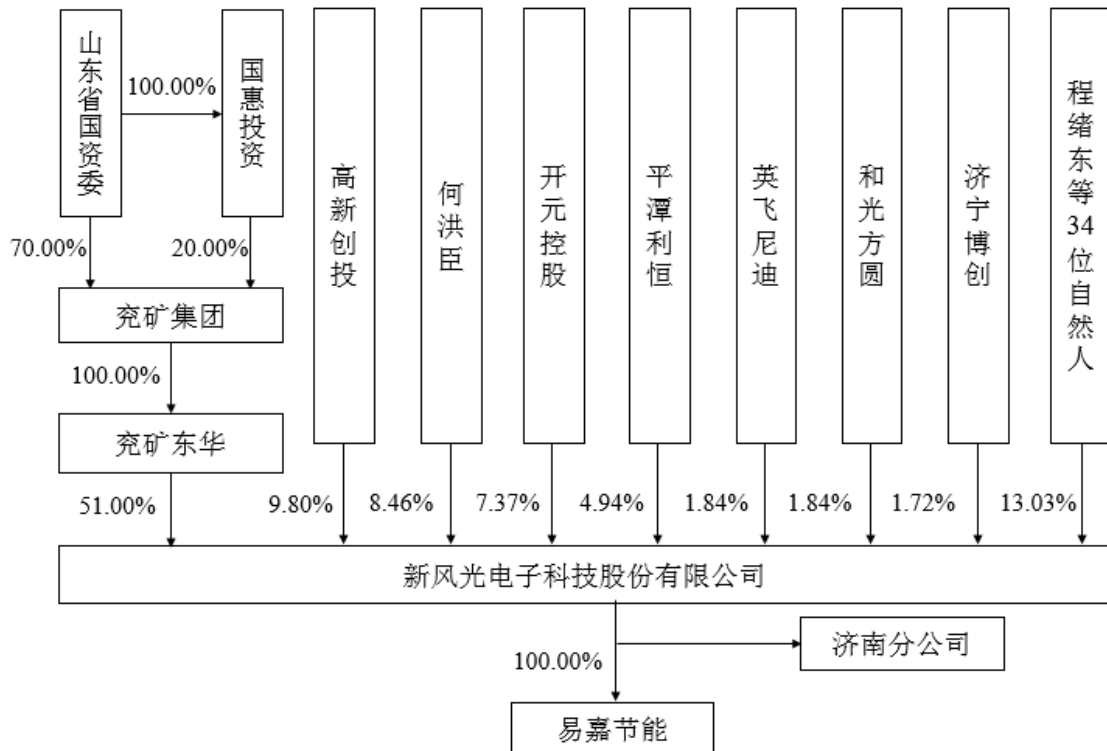 山东省国资委
100.00%
国惠投资
高新创投
何洪臣
开元控股
平潭利恒
英飞尼迪
和光方圆
济宁博创
程绪东等34位自然人
70.00%
20.00%
兖矿集团
100.00%
兖矿东华
51.00%
9.80%
8.46%
7.37%
4.94%
1.84%
1.84%
1.72%
13.03%
新风光电子科技股份有限公司
济南分公司
100.00%
易嘉节能